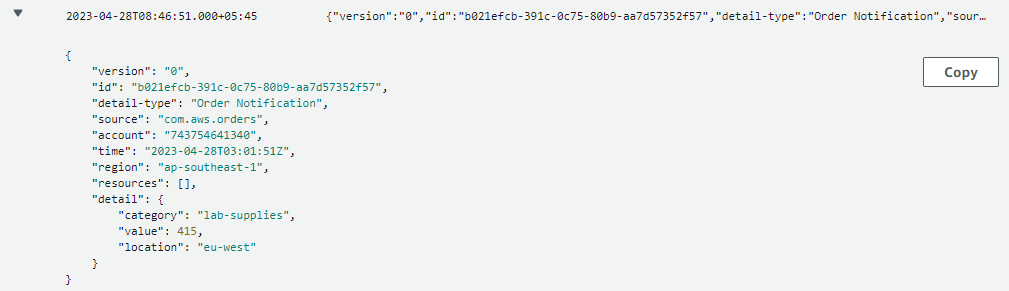 2023-04-28T08:46:51.000+05:45 {"version":"0","id":"b021efcb-391c-0c75-80b9-aa7d57352f57","detail-type":"Order Notification","sour…
{
"version": "0",
"id": "b021efcb-391c-0c75-80b9-aa7d57352f57",
"detail-type": "Order Notification",
"source": "com.aws.orders",
"account": "743754641340",
"time": "2023-04-28T03:01:51Z",
"region": "ap-southeast-1",
"resources": [],
"detail": {
"category": "lab-supplies",
"value": 415,
"location": "eu-west"
}
}
Copy